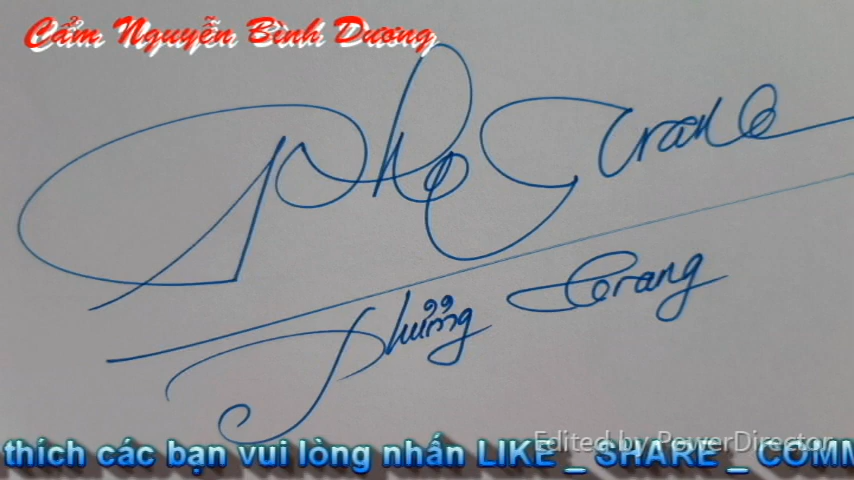 Cẩm Nguyễn Bình Dương
Phg Trang
Phương Trang
Edited by PowerDirector
thích các bạn vui lòng nhấn LIKE _ SHARE _ COMM